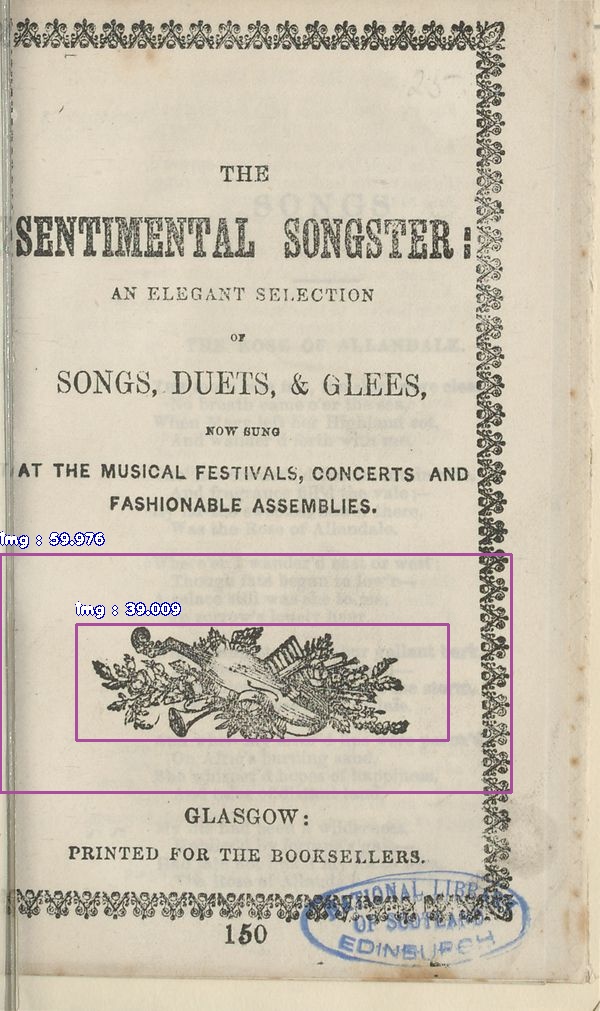 25
THE
SENTIMENTAL SONGSTER:
AN ELEGANT SELECTION
OF
SONGS, DUETS, & GLEES,
NOW SUNG
AT THE MUSICAL FESTIVALS, CONCERTS AND
FASHIONABLE ASSEMBLIES.
img : 59.976
img : 39.009
GLASGOW:
PRINTED FOR THE BOOKSELLERS.
NATIONAL LIBRARY
OF SCOTLAND
EDINBURGH
150